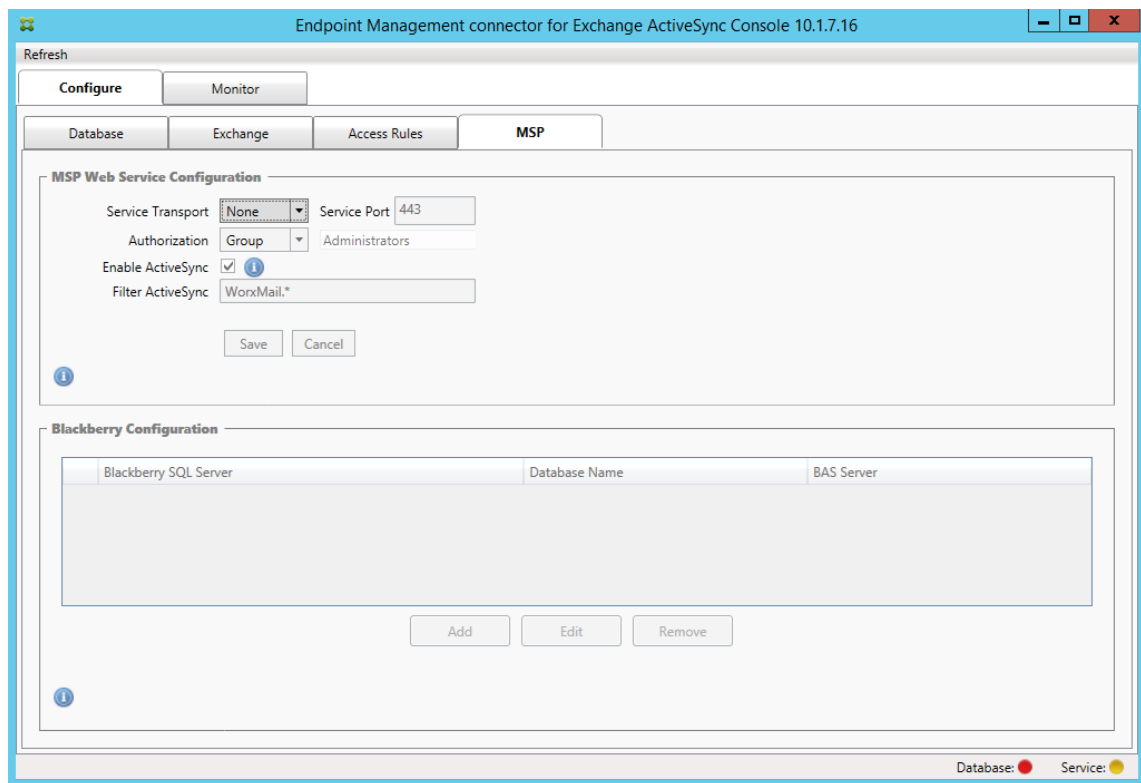 Endpoint Management connector for Exchange ActiveSync Console 10.1.7.16
Refresh
Configure Monitor
Database Exchange Access Rules MSP
MSP Web Service Configuration
Service Transport None Service Port 443
Authorization Group Administrators
Enable ActiveSync
Filter ActiveSync WorxMail.*
Save Cancel
Blackberry Configuration
Blackberry SQL Server Database Name BAS Server
Add Edit Remove
Database: Service: